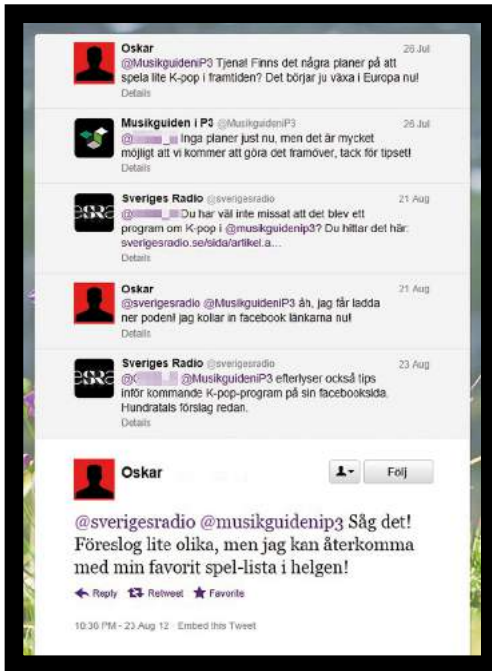 Oskar 26 Jul
@MusikguideniP3 Tjena! Finns det några planer på att
spela lite K-pop i framtiden? Det börjar ju växa i Europa nu!
Details
Musikguiden i P3 @MusikguideniP3 26 Jul
@ Inga planer just nu, men det är mycket
möjligt att vi kommer att göra det framöver, tack för tipset!
Details
Sveriges Radio @sverigesradio 21 Aug
@ Du har väl inte missat att det blev ett
program om K-pop i @musikguidenip3? Du hittar det här:
sverigesradio.se/sida/artikel.a…
Details
Oskar 21 Aug
@sverigesradio @MusikguideniP3 åh, jag får ladda
ner poden! jag kollar in facebook länkarna nu!
Details
Sveriges Radio @sverigesradio 23 Aug
@ @MusikguideniP3 efterlyser också tips
inför kommande K-pop-program på sin facebooksida.
Hundratals förslag redan.
Details
Oskar Följ
@sverigesradio @musikguidenip3 Såg det!
Föreslog lite olika, men jag kan återkomma
med min favorit spel-lista i helgen!
Reply Retweet Favorite
10:36 PM - 23 Aug 12 · Embed this Tweet